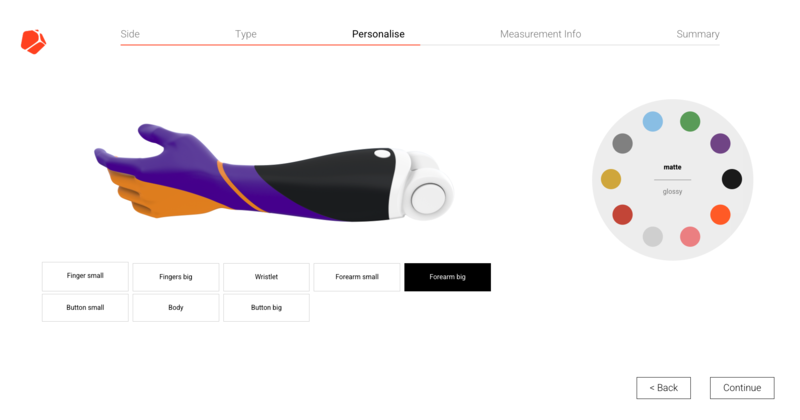 Side Type Personalise Measurement Info Summary
matte
glossy
Finger small Fingers big Wristlet Forearm small Forearm big
Button small Body Button big
< Back Continue